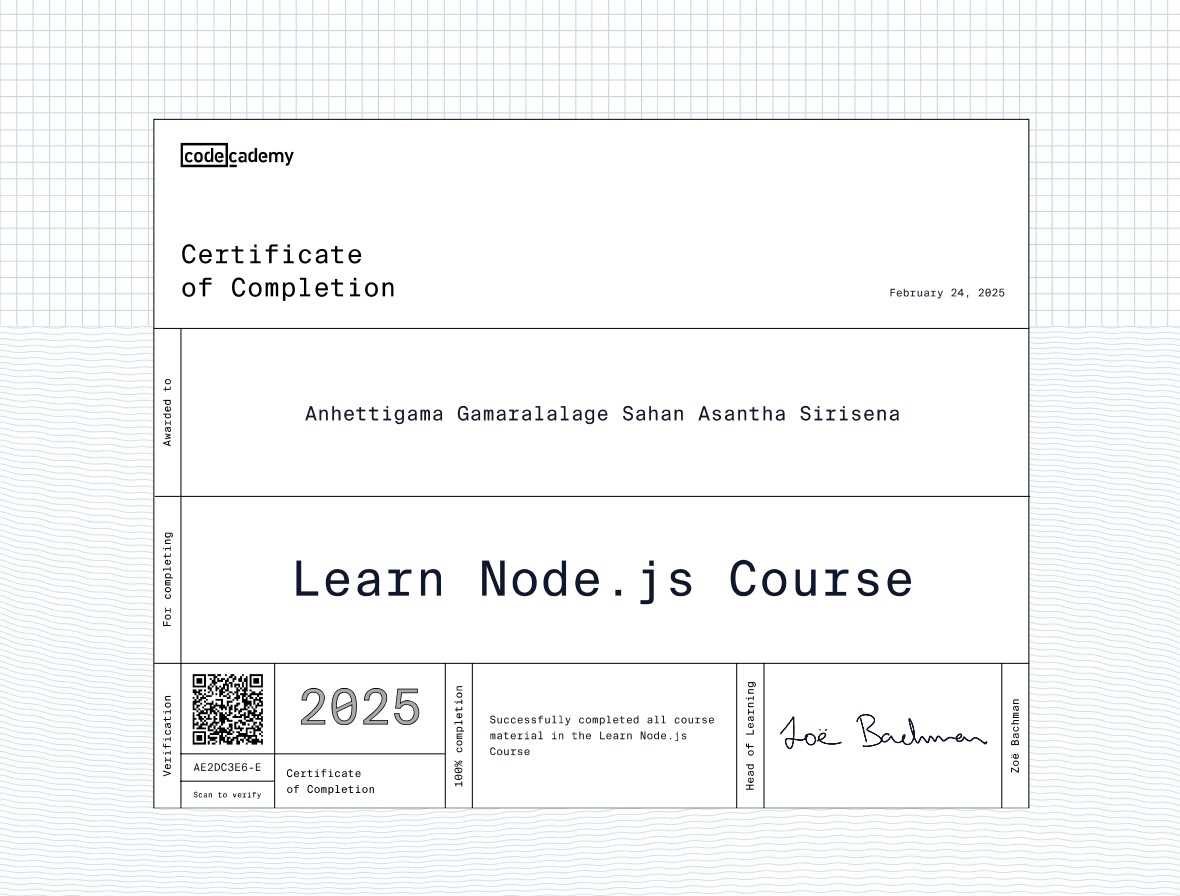 codecademy
Certificate
of Completion
February 24, 2025
Awarded to
Anhettigama Gamaralalage Sahan Asantha Sirisena
For completing
Learn Node.js Course
Verification
AE2DC3E6-E
Scan to verify
2025
Certificate
of Completion
100% completion
Successfully completed all course
material in the Learn Node.js
Course
Head of Learning
Zoë Bachman
Zoë Bachman